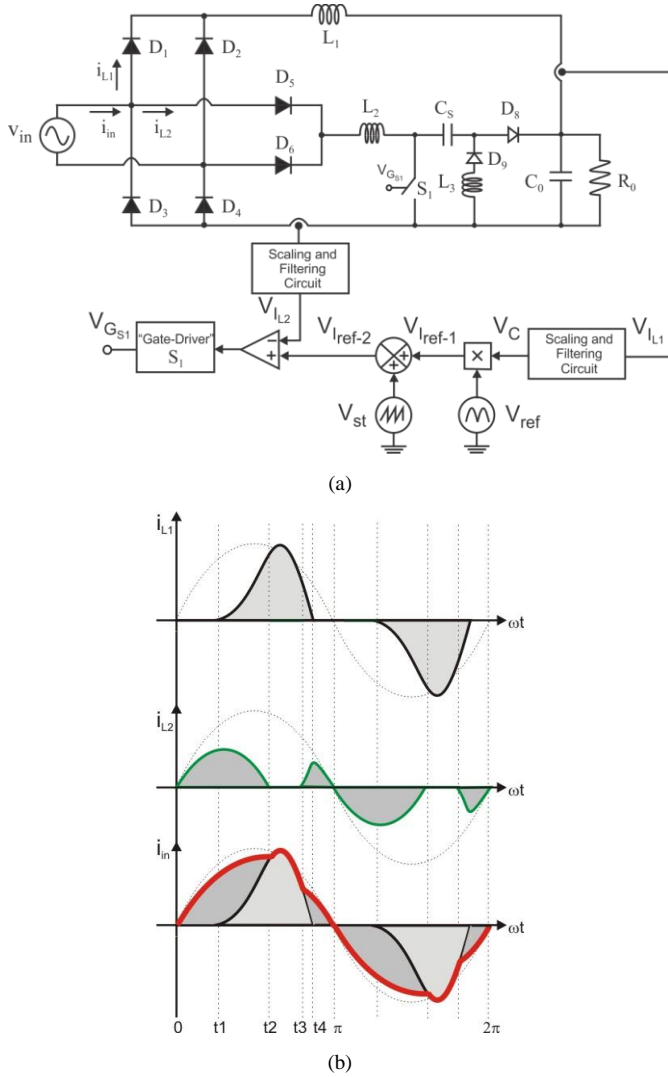 L1
D1 D2
iL1
D5
L2 CS D8
vin iin iL2
D6
D9
VGS1 S1 L3 C0 R0
D3 D4
Scaling and
Filtering
Circuit
VIL2
VGS1 "Gate-Driver"
S1
−
+
VIref-2 + + VIref-1 × VC
Scaling and
Filtering
Circuit
VIL1
Vst Vref
(a)
iL1
ωt
iL2
ωt
iin
ωt
0 t1 t2 t3 t4 π 2π
(b)